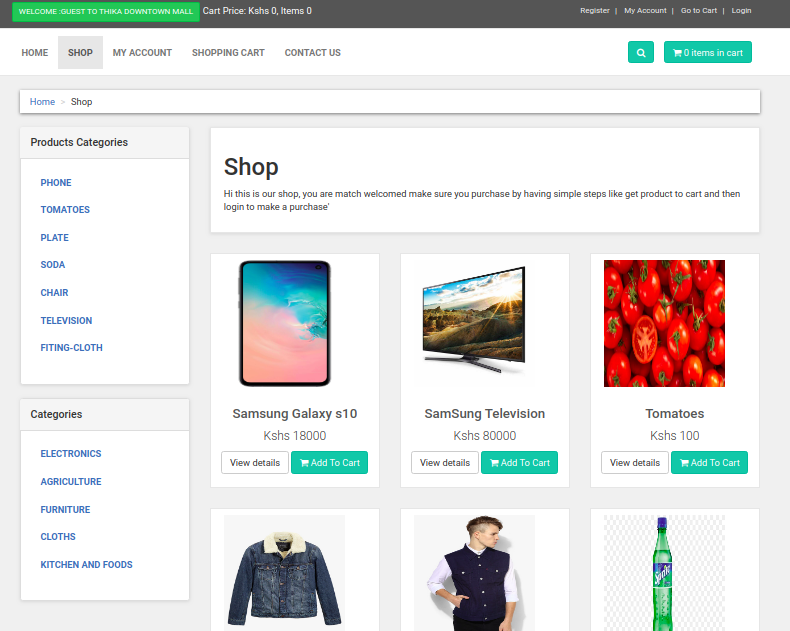 WELCOME :GUEST TO THIKA DOWNTOWN MALL Cart Price: Kshs 0, Items 0
Register | My Account | Go to Cart | Login
HOME SHOP MY ACCOUNT SHOPPING CART CONTACT US
0 items in cart
Home > Shop
Products Categories
PHONE
TOMATOES
PLATE
SODA
CHAIR
TELEVISION
FITING-CLOTH
Categories
ELECTRONICS
AGRICULTURE
FURNITURE
CLOTHS
KITCHEN AND FOODS
Shop
Hi this is our shop, you are match welcomed make sure you purchase by having simple steps like get product to cart and then
login to make a purchase'
Samsung Galaxy s10
Kshs 18000
View details Add To Cart
SamSung Television
Kshs 80000
View details Add To Cart
Tomatoes
Kshs 100
View details Add To Cart
Sprite